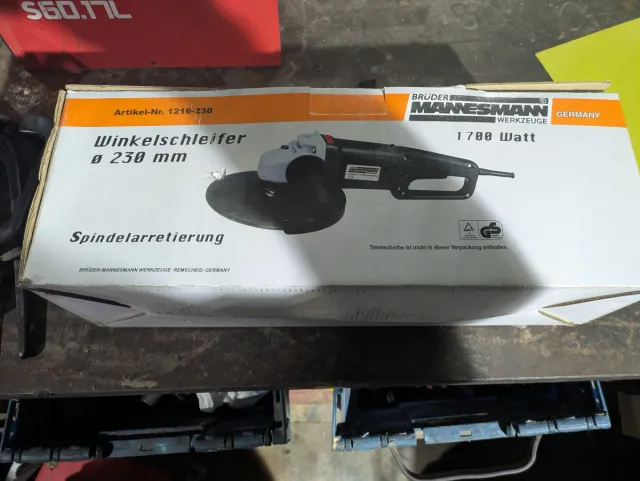 S60.17L
Artikel-Nr. 1216-230
BRÜDER
MANNESMANN®
WERKZEUGE
GERMANY
Winkelschleifer
ø 230 mm
1700 Watt
Spindelarretierung
GS
Trennscheibe ist nicht in dieser Verpackung enthalten.
BRÜDER MANNESMANN WERKZEUGE · REMSCHEID · GERMANY